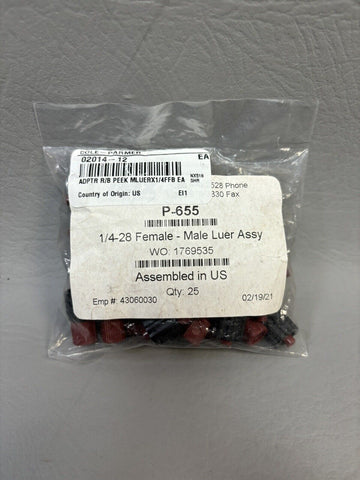 COLE-PARMER
02014-12 EA
ADPTR R/B PEEK MLUERX1/4FFB EA
Country of Origin: US EI1
528 Phone
330 Fax
P-655
1/4-28 Female - Male Luer Assy
WO: 1769535
Assembled in US
Qty: 25
Emp #: 43060030 02/19/21